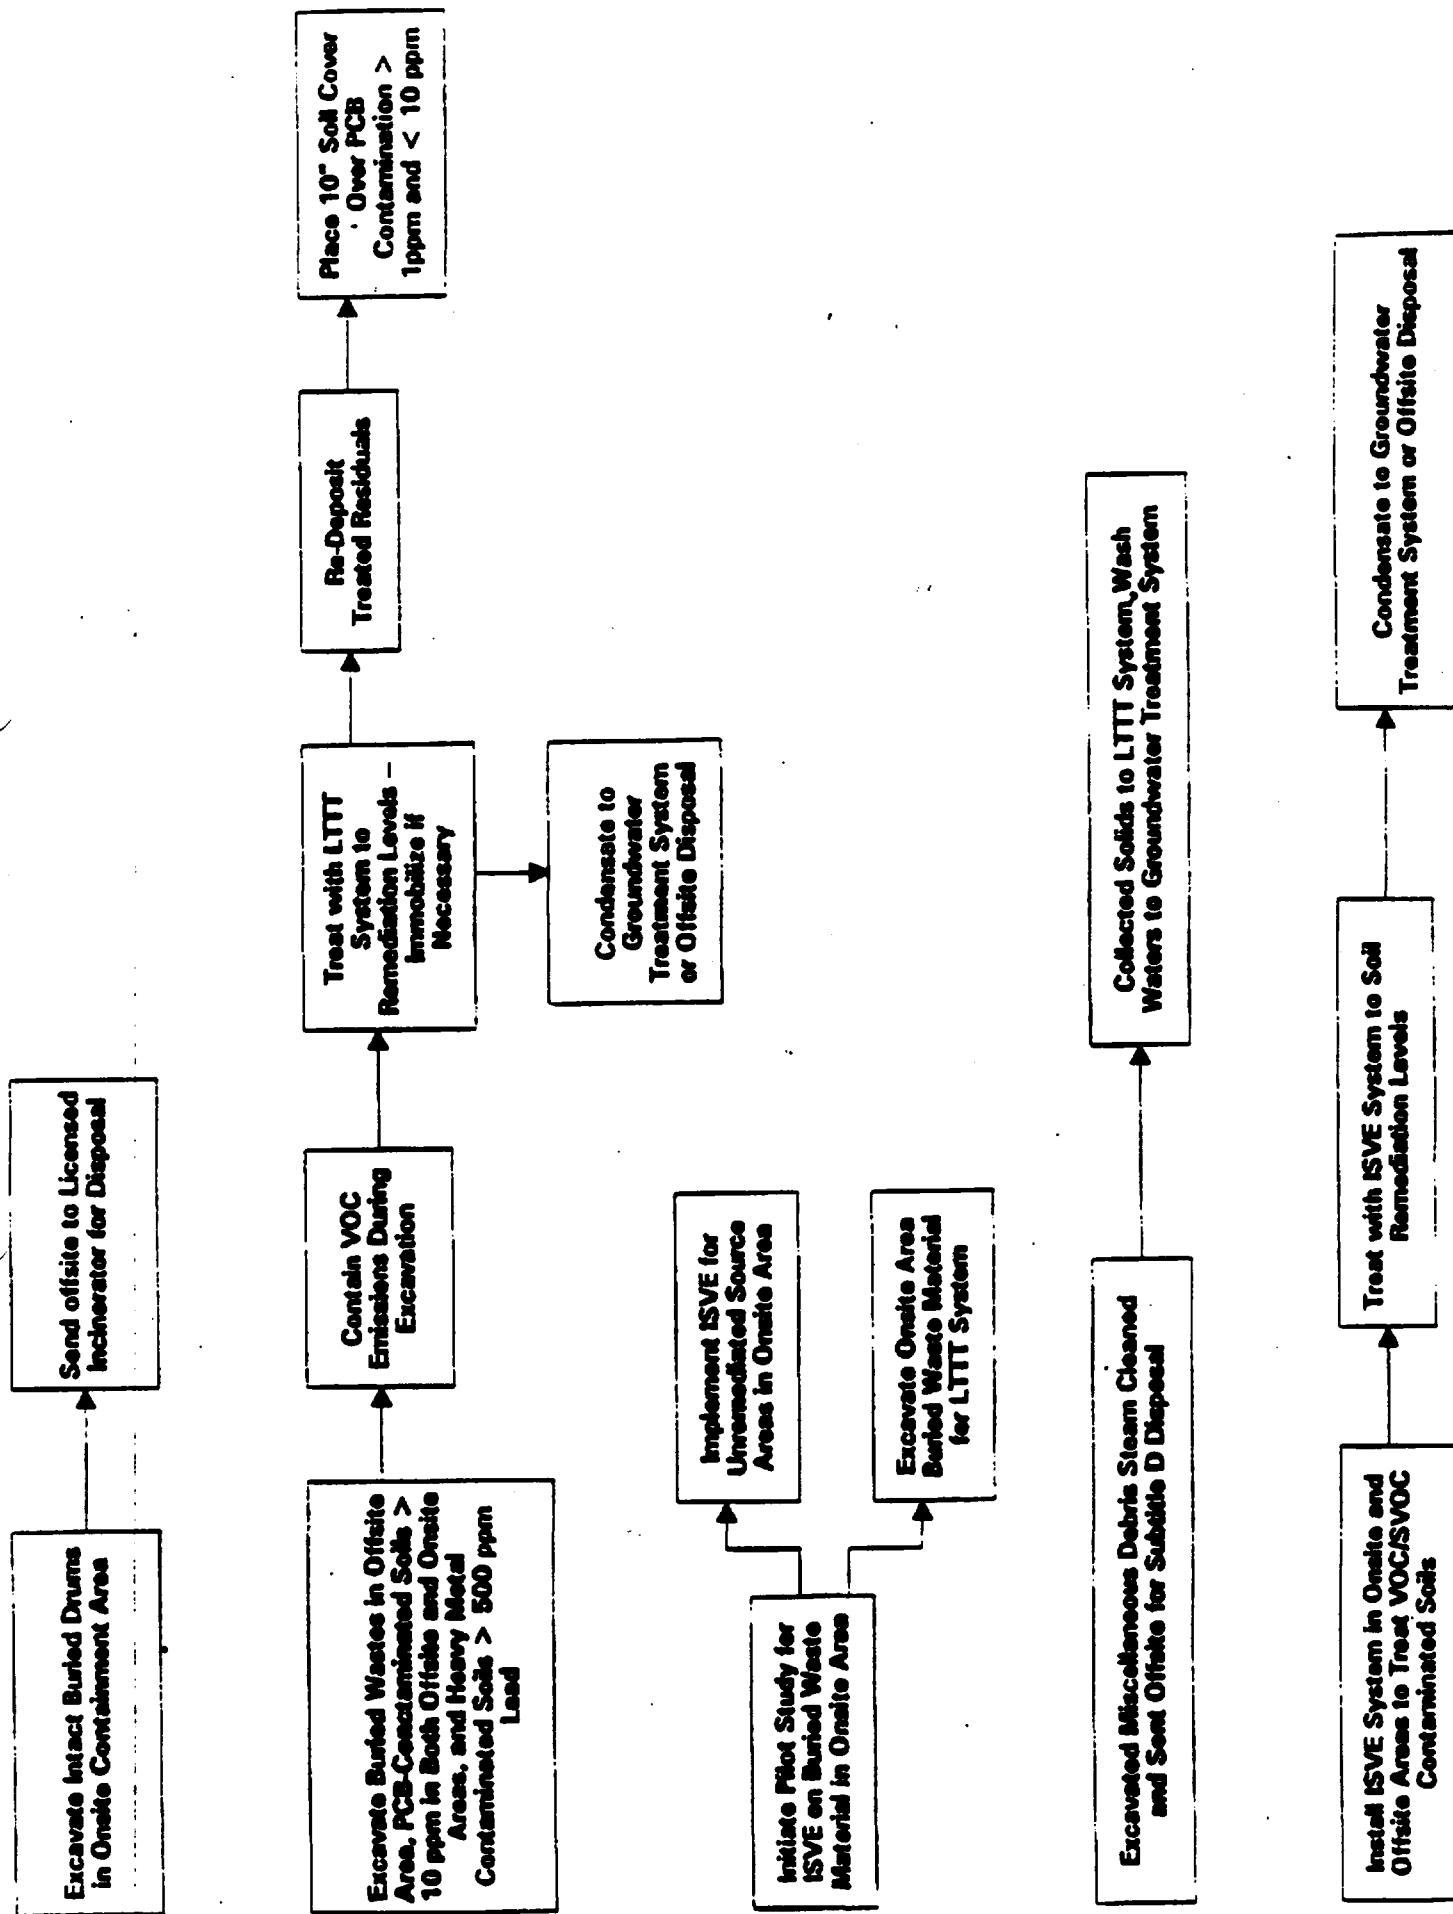 Excavate Intact Buried Drums
in Onsite Containment Area
Send offsite to Licensed
Incinerator for Disposal
Excavate Buried Wastes in Offsite
Area, PCB-Contaminated Soils >
10 ppm in Both Offsite and Onsite
Areas, and Heavy Metal
Contaminated Soils > 500 ppm
Lead
Contain VOC
Emissions During
Excavation
Treat with LTTT
System to
Remediation Levels –
Immobilize if
Necessary
Re-Deposit
Treated Residuals
Place 10" Soil Cover
Over PCB
Contamination >
1ppm and < 10 ppm
Condensate to
Groundwater
Treatment System
or Offsite Disposal
Initiate Pilot Study for
ISVE on Buried Waste
Material in Onsite Area
Implement ISVE for
Unremediated Source
Areas in Onsite Area
Excavate Onsite Area
Buried Waste Material
for LTTT System
Excavated Miscellaneous Debris Steam Cleaned
and Sent Offsite for Subtitle D Disposal
Collected Solids to LTTT System, Wash
Waters to Groundwater Treatment System
Install ISVE System in Onsite and
Offsite Areas to Treat VOC/SVOC
Contaminated Soils
Treat with ISVE System to Soil
Remediation Levels
Condensate to Groundwater
Treatment System or Offsite Disposal